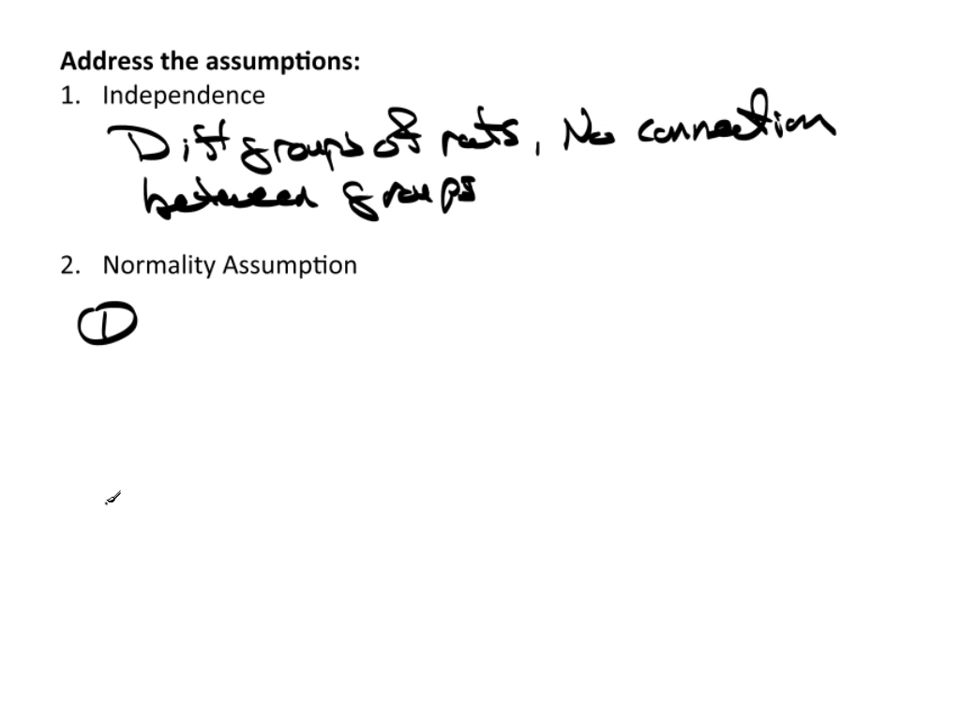 Address the assumptions:
1. Independence
Diff groups of rats, No connection
between groups
2. Normality Assumption
①